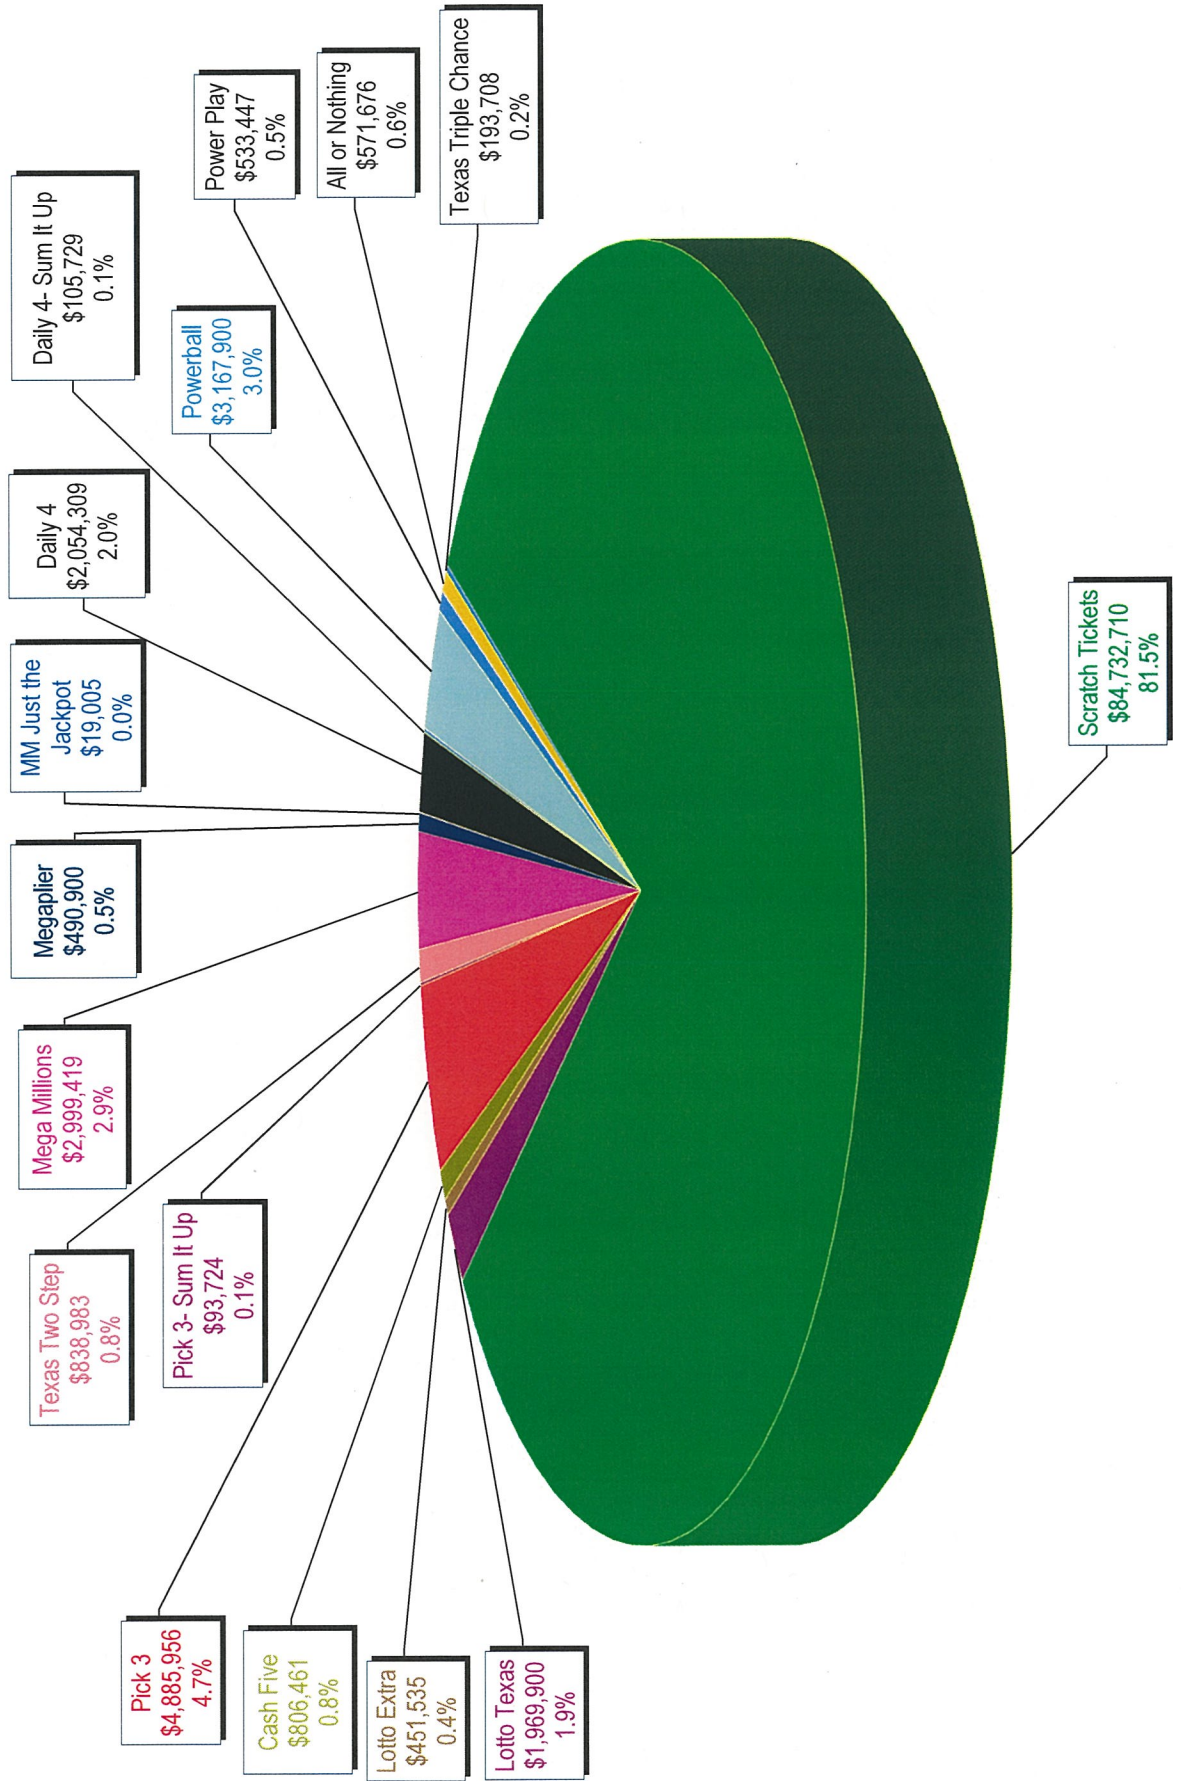 Pick 3
$4,885,956
4.7%
Cash Five
$806,461
0.8%
Lotto Extra
$451,535
0.4%
Lotto Texas
$1,969,900
1.9%
Texas Two Step
$838,983
0.8%
Pick 3- Sum It Up
$93,724
0.1%
Mega Millions
$2,999,419
2.9%
Megaplier
$490,900
0.5%
MM Just the
Jackpot
$19,005
0.0%
Daily 4
$2,054,309
2.0%
Daily 4- Sum It Up
$105,729
0.1%
Powerball
$3,167,900
3.0%
Power Play
$533,447
0.5%
All or Nothing
$571,676
0.6%
Texas Triple Chance
$193,708
0.2%
Scratch Tickets
$84,732,710
81.5%